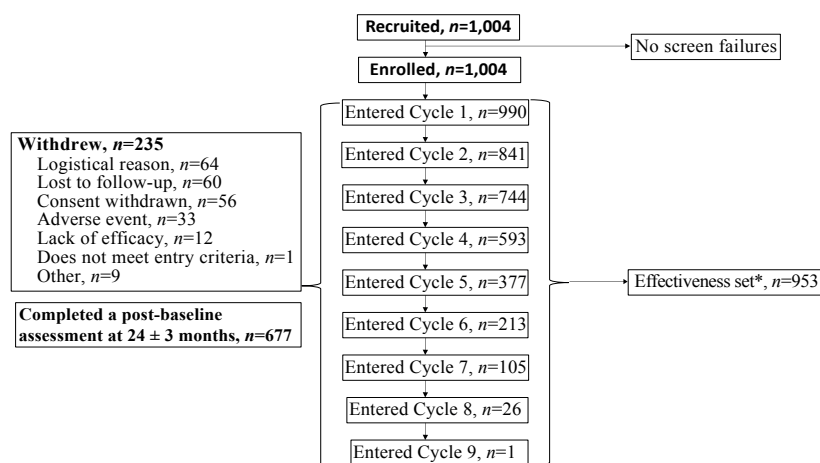 Recruited, n=1,004
No screen failures
Enrolled, n=1,004
Entered Cycle 1, n=990
Withdrew, n=235
Logistical reason, n=64
Lost to follow-up, n=60
Consent withdrawn, n=56
Adverse event, n=33
Lack of efficacy, n=12
Does not meet entry criteria, n=1
Other, n=9
Entered Cycle 2, n=841
Entered Cycle 3, n=744
Entered Cycle 4, n=593
Entered Cycle 5, n=377
Effectiveness set*, n=953
Completed a post-baseline
assessment at 24 ± 3 months, n=677
Entered Cycle 6, n=213
Entered Cycle 7, n=105
Entered Cycle 8, n=26
Entered Cycle 9, n=1